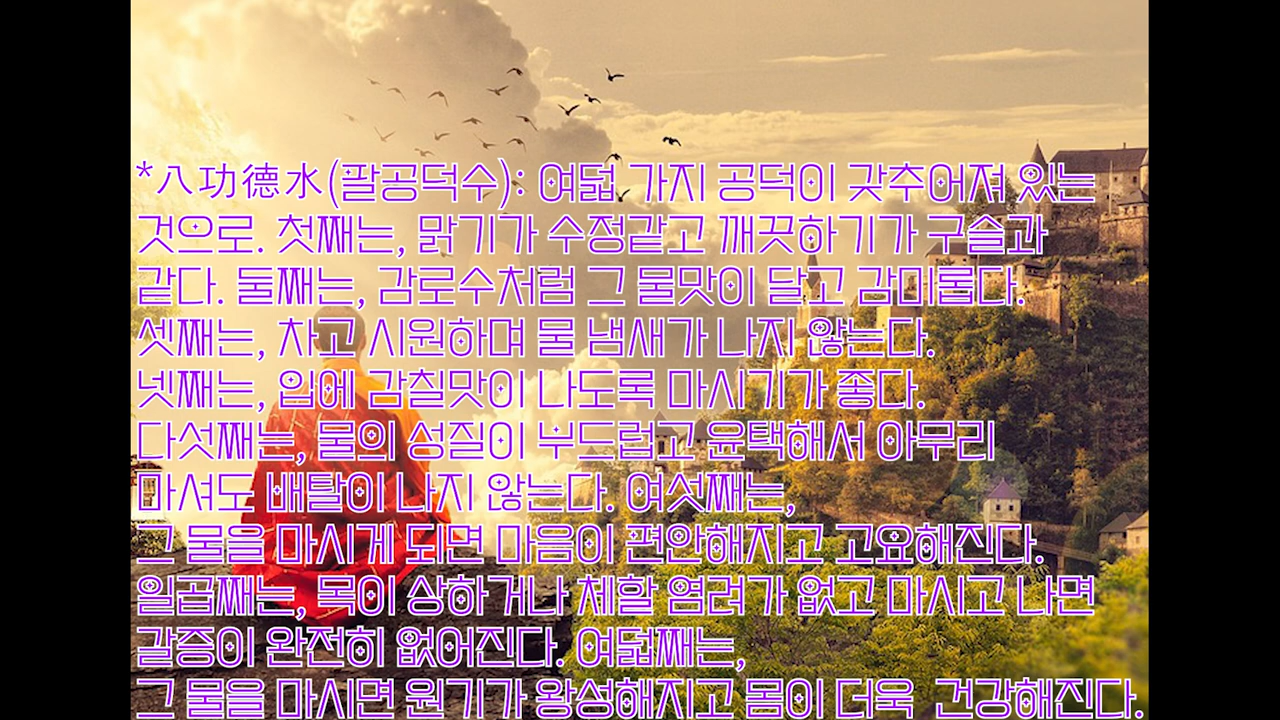 *八功德水(팔공덕수): 여덟 가지 공덕이 갖추어져 있는
것으로. 첫째는, 맑기가 수정같고 깨끗하기가 구슬과
같다. 둘째는, 감로수처럼 그 물맛이 달고 감미롭다.
셋째는, 차고 시원하며 물 냄새가 나지 않는다.
넷째는, 입에 감칠맛이 나도록 마시기가 좋다.
다섯째는, 물의 성질이 부드럽고 윤택해서 아무리
마셔도 배탈이 나지 않는다. 여섯째는,
그 물을 마시게 되면 마음이 편안해지고 고요해진다.
일곱째는, 목이 상하거나 체할 염려가 없고 마시고 나면
갈증이 완전히 없어진다. 여덟째는,
그 물을 마시면 원기가 왕성해지고 몸이 더욱 건강해진다.